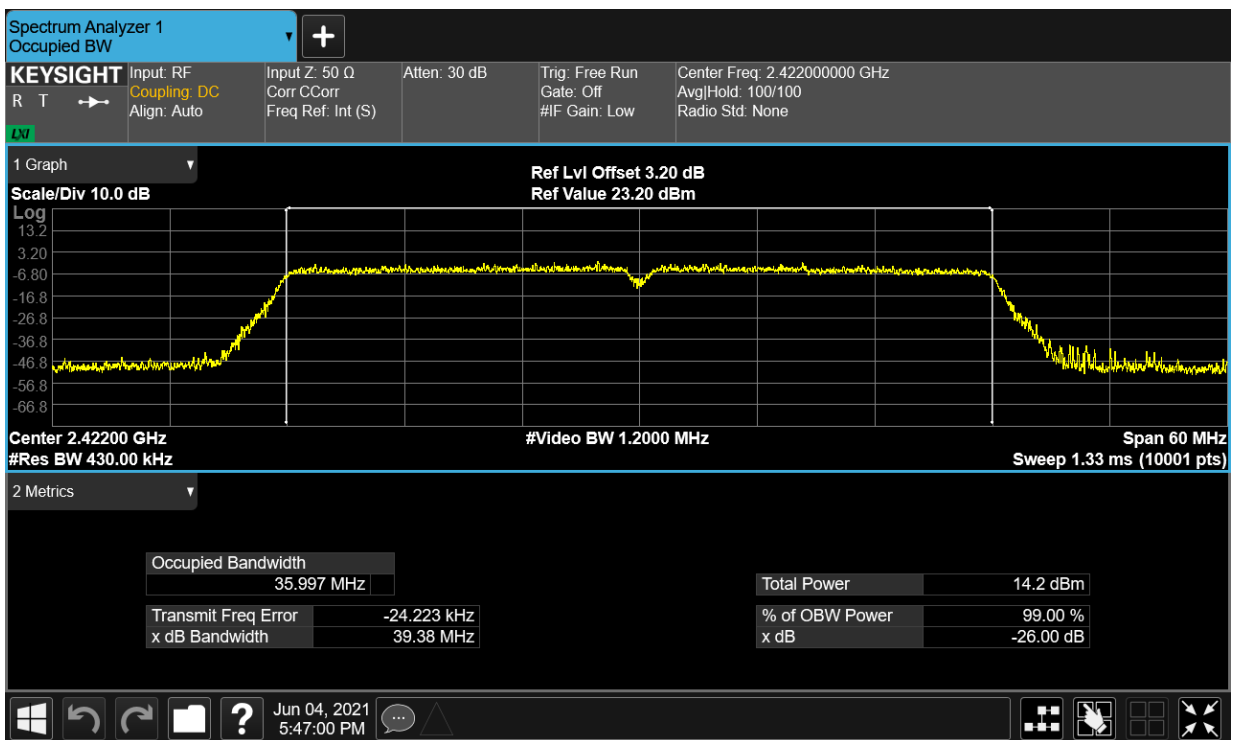 Spectrum Analyzer 1
Occupied BW
KEYSIGHT
R T
LXI
Input: RF
Coupling: DC
Align: Auto
Input Z: 50 Ω
Corr CCorr
Freq Ref: Int (S)
Atten: 30 dB
Trig: Free Run
Gate: Off
#IF Gain: Low
Center Freq: 2.422000000 GHz
Avg|Hold: 100/100
Radio Std: None
1 Graph
Scale/Div 10.0 dB
Ref Lvl Offset 3.20 dB
Ref Value 23.20 dBm
Log
13.2
3.20
-6.80
-16.8
-26.8
-36.8
-46.8
-56.8
-66.8
Center 2.42200 GHz
#Video BW 1.2000 MHz
Span 60 MHz
#Res BW 430.00 kHz
Sweep 1.33 ms (10001 pts)
2 Metrics
Occupied Bandwidth
35.997 MHz
Transmit Freq Error -24.223 kHz
x dB Bandwidth 39.38 MHz
Total Power 14.2 dBm
% of OBW Power 99.00 %
x dB -26.00 dB
?
Jun 04, 2021
5:47:00 PM